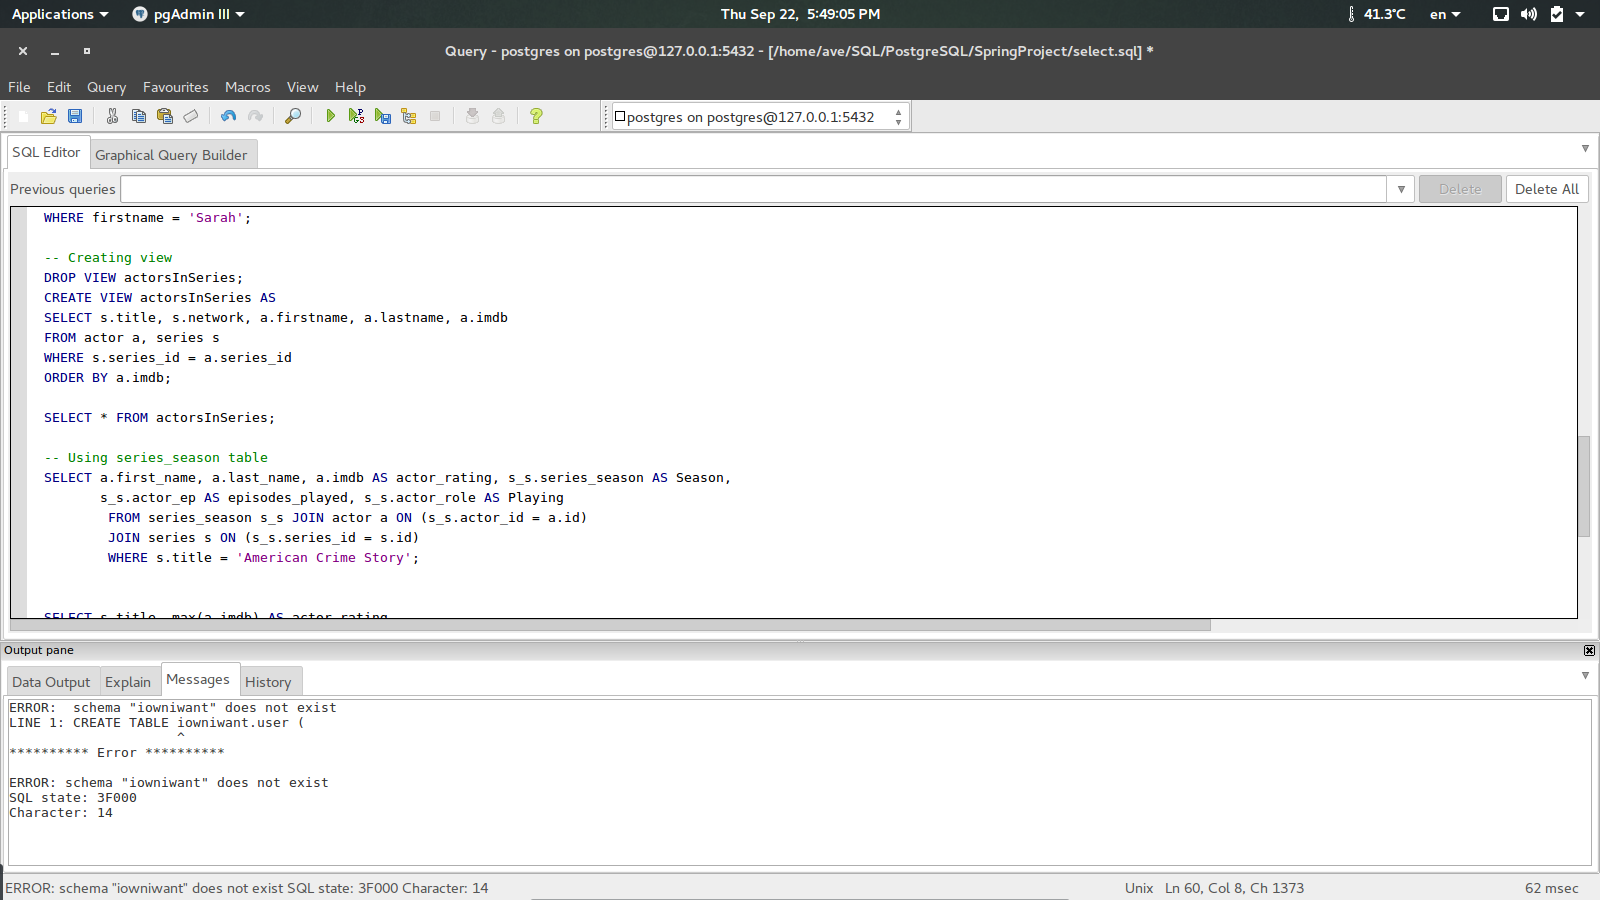 Applications pgAdmin III Thu Sep 22, 5:49:05 PM 41.3°C en
Query - postgres on postgres@127.0.0.1:5432 - [/home/ave/SQL/PostgreSQL/SpringProject/select.sql] *
File Edit Query Favourites Macros View Help
postgres on postgres@127.0.0.1:5432
SQL Editor Graphical Query Builder
Previous queries Delete Delete All
WHERE firstname = 'Sarah';
-- Creating view
DROP VIEW actorsInSeries;
CREATE VIEW actorsInSeries AS
SELECT s.title, s.network, a.firstname, a.lastname, a.imdb
FROM actor a, series s
WHERE s.series_id = a.series_id
ORDER BY a.imdb;
SELECT * FROM actorsInSeries;
-- Using series_season table
SELECT a.first_name, a.last_name, a.imdb AS actor_rating, s_s.series_season AS Season,
s_s.actor_ep AS episodes_played, s_s.actor_role AS Playing
FROM series_season s_s JOIN actor a ON (s_s.actor_id = a.id)
JOIN series s ON (s_s.series_id = s.id)
WHERE s.title = 'American Crime Story';
SELECT s.title, max(a.imdb) AS actor_rating
Output pane
Data Output Explain Messages History
ERROR:  schema "iowniwant" does not exist
LINE 1: CREATE TABLE iowniwant.user (
^
********** Error **********
ERROR: schema "iowniwant" does not exist
SQL state: 3F000
Character: 14
ERROR: schema "iowniwant" does not exist SQL state: 3F000 Character: 14 Unix Ln 60, Col 8, Ch 1373 62 msec